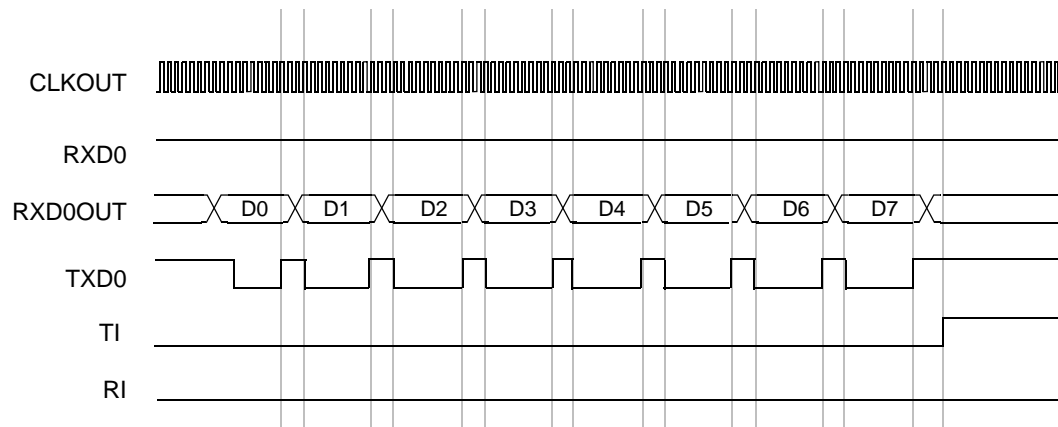 CLKOUT
RXD0
RXD0OUT D0 D1 D2 D3 D4 D5 D6 D7
TXD0
TI
RI